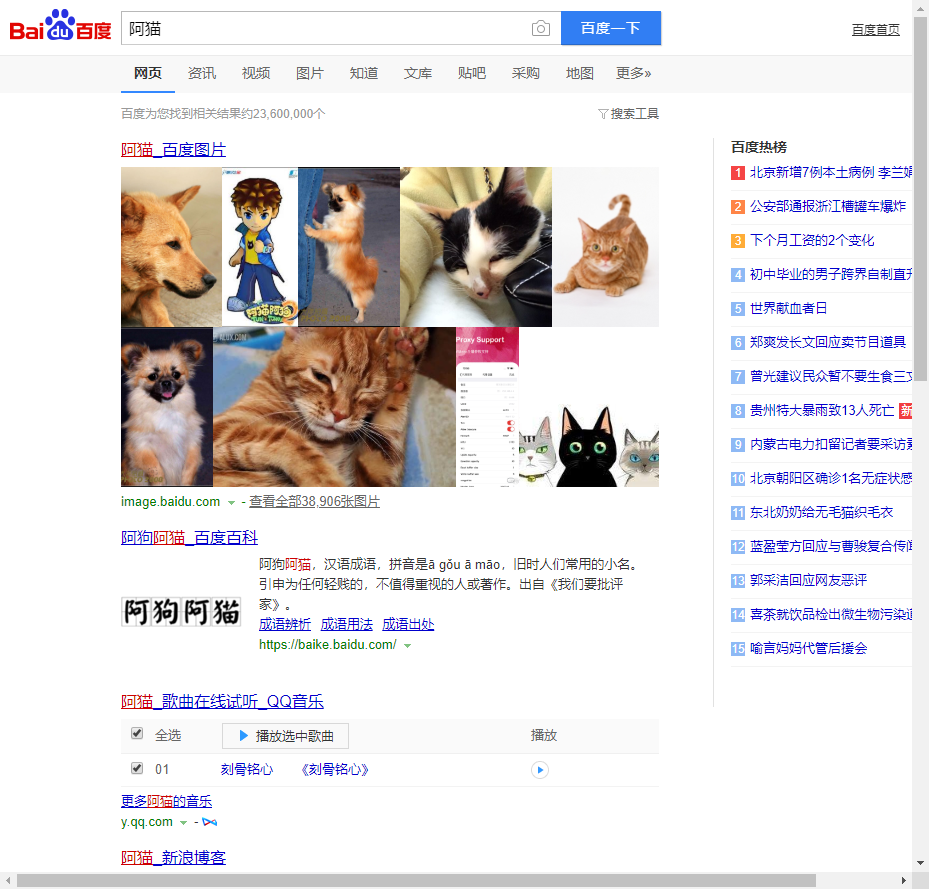 Bai du 百度
阿猫
百度一下
百度首页
网页 资讯 视频 图片 知道 文库 贴吧 采购 地图 更多»
百度为您找到相关结果约23,600,000个
搜索工具
阿猫_百度图片
Proxy Support
image.baidu.com - 查看全部38,906张图片
阿狗阿猫_百度百科
阿狗阿猫
阿狗阿猫，汉语成语，拼音是ā gǒu ā māo，旧时人们常用的小名。
引申为任何轻贱的，不值得重视的人或著作。出自《我们要批评
家》。
成语辨析 成语用法 成语出处
https://baike.baidu.com/
阿猫_歌曲在线试听_QQ音乐
全选 播放选中歌曲 播放
01 刻骨铭心 《刻骨铭心》
更多阿猫的音乐
y.qq.com -
阿猫_新浪博客
百度热榜
1 北京新增7例本土病例 李兰娟
2 公安部通报浙江槽罐车爆炸
3 下个月工资的2个变化
4 初中毕业的男子跨界自制直升
5 世界献血者日
6 郑爽发长文回应卖节目道具
7 曾光建议民众暂不要生食三文
8 贵州特大暴雨致13人死亡 新
9 内蒙古电力扣留记者要采访素
10 北京朝阳区确诊1名无症状感
11 东北奶奶给无毛猫织毛衣
12 蓝盈莹方回应与曹骏复合传闻
13 郭采洁回应网友恶评
14 喜茶就饮品检出微生物污染道
15 喻言妈妈代管后援会